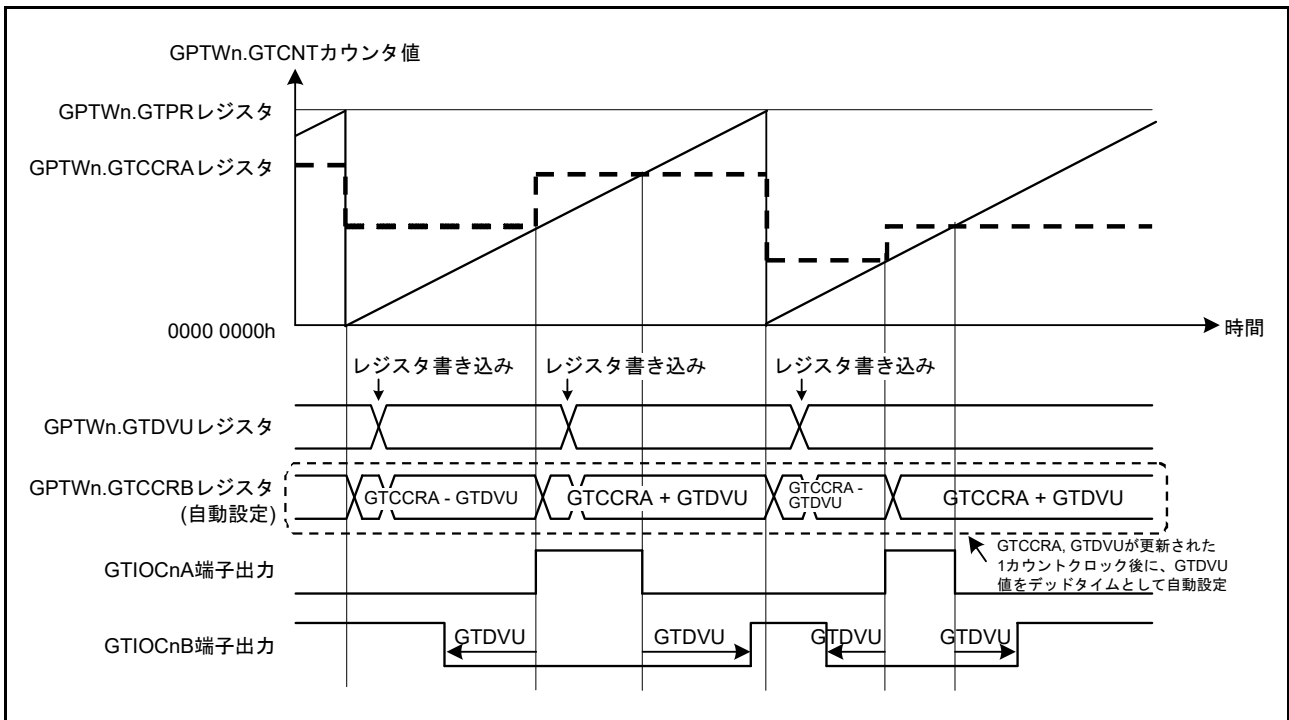 GPTWn.GTCNTカウンタ値
GPTWn.GTPRレジスタ
GPTWn.GTCCRAレジスタ
0000 0000h
時間
レジスタ書き込み
レジスタ書き込み
レジスタ書き込み
GPTWn.GTDVUレジスタ
GPTWn.GTCCRBレジスタ
(自動設定)
GTCCRA - GTDVU
GTCCRA + GTDVU
GTCCRA -
GTDVU
GTCCRA + GTDVU
GTCCRA, GTDVUが更新された
1カウントクロック後に、GTDVU
値をデッドタイムとして自動設定
GTIOCnA端子出力
GTIOCnB端子出力
GTDVU
GTDVU
GTDVU
GTDVU